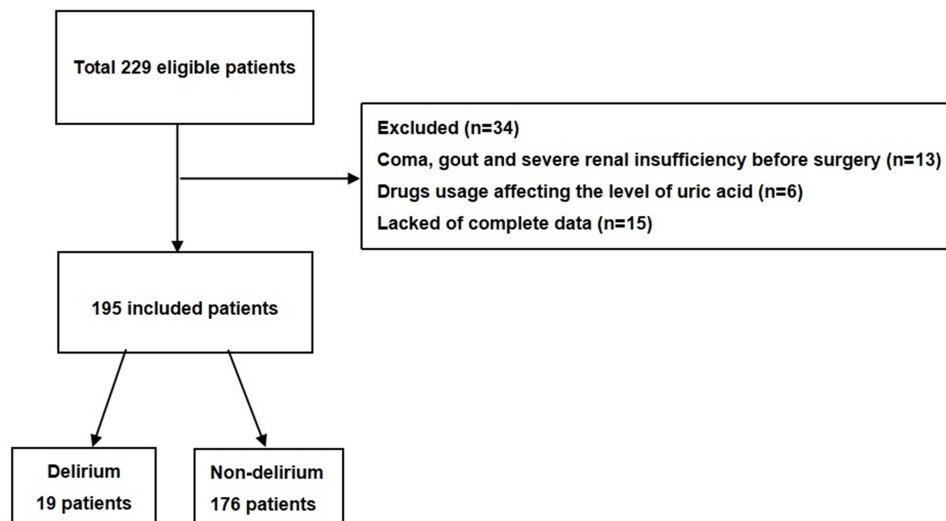 Total 229 eligible patients
Excluded (n=34)
Coma, gout and severe renal insufficiency before surgery (n=13)
Drugs usage affecting the level of uric acid (n=6)
Lacked of complete data (n=15)
195 included patients
Delirium
19 patients
Non-delirium
176 patients